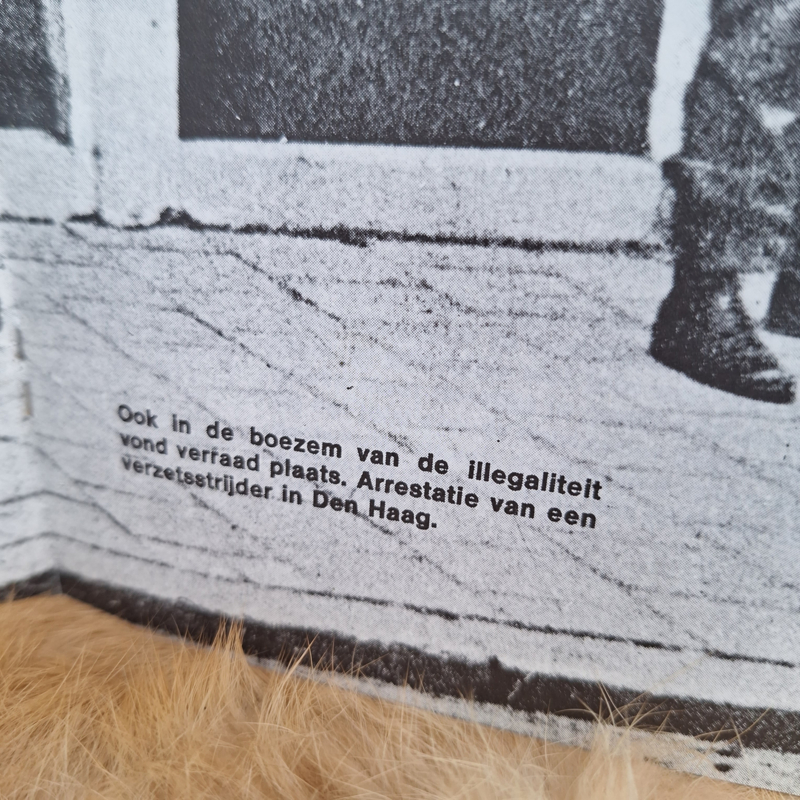 Ook in de boezem van de illegaliteit
vond verraad plaats. Arrestatie van een
verzetsstrijder in Den Haag.